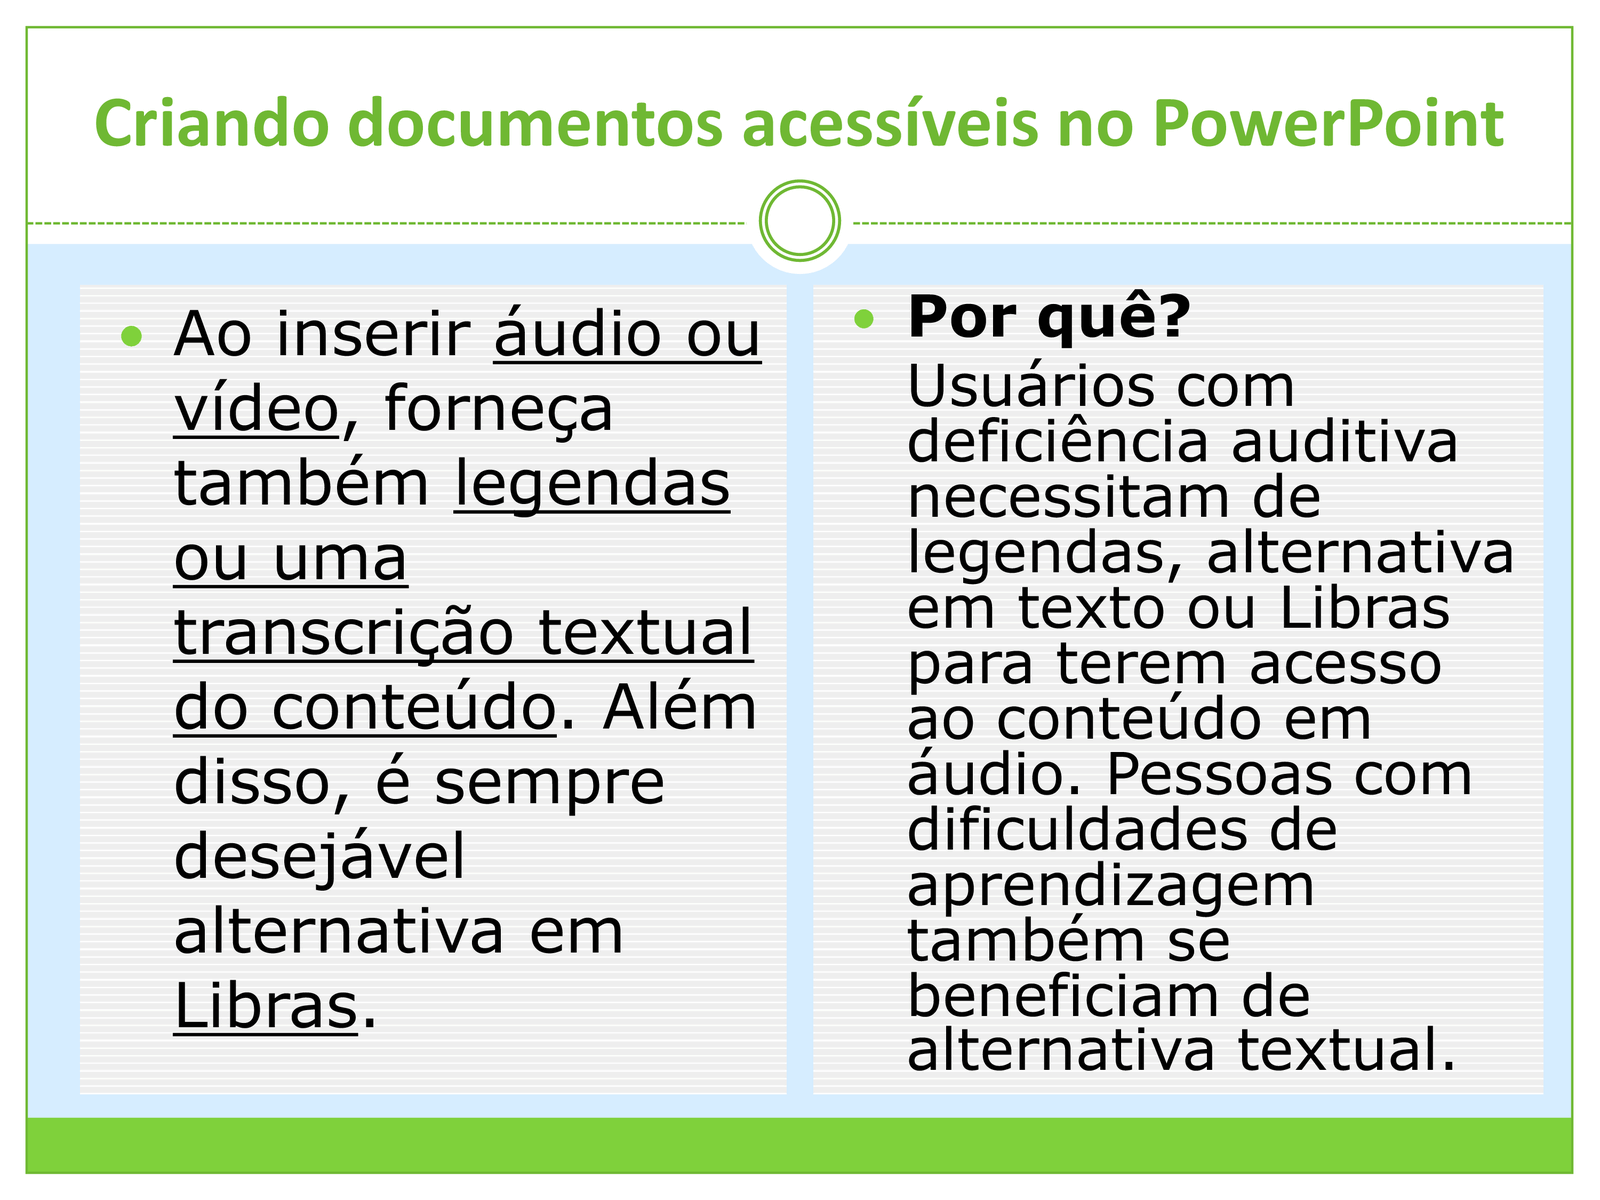 Criando documentos acessíveis no PowerPoint
• Ao inserir áudio ou
vídeo, forneça
também legendas
ou uma
transcrição textual
do conteúdo. Além
disso, é sempre
desejável
alternativa em
Libras.
• Por quê?
Usuários com
deficiência auditiva
necessitam de
legendas, alternativa
em texto ou Libras
para terem acesso
ao conteúdo em
áudio. Pessoas com
dificuldades de
aprendizagem
também se
beneficiam de
alternativa textual.